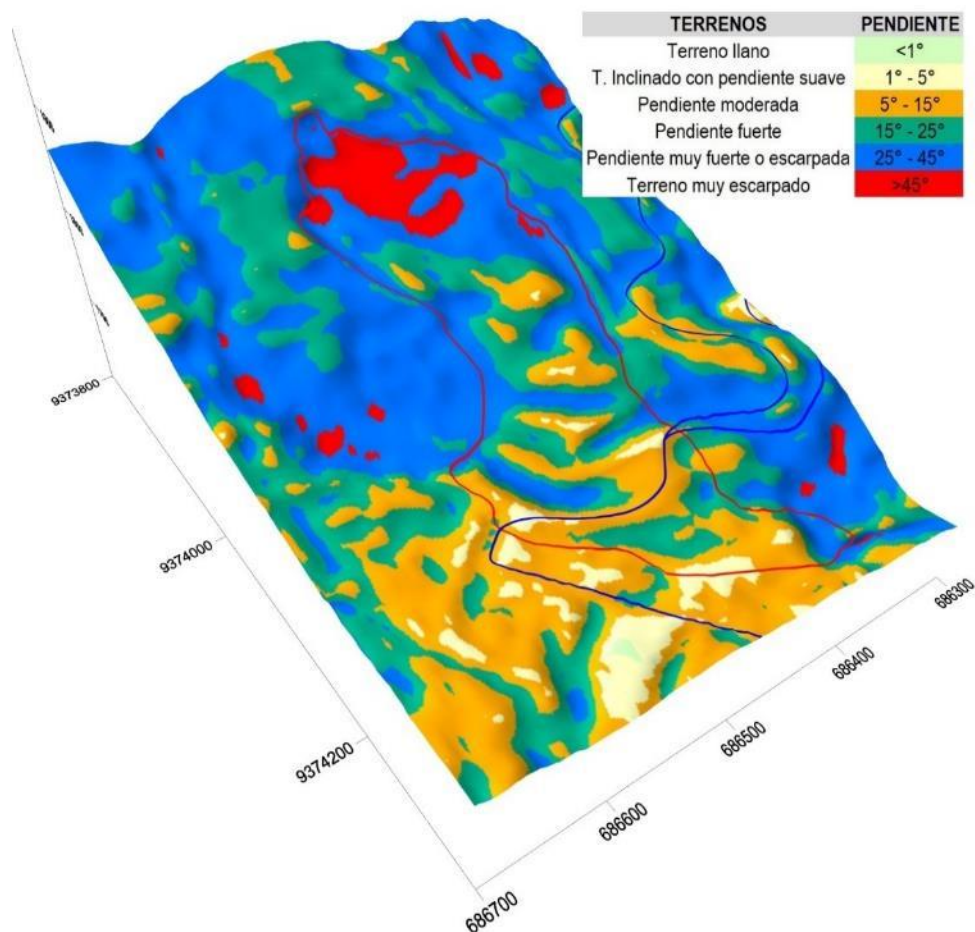 TERRENOS PENDIENTE
Terreno llano <1°
T. Inclinado con pendiente suave 1° - 5°
Pendiente moderada 5° - 15°
Pendiente fuerte 15° - 25°
Pendiente muy fuerte o escarpada 25° - 45°
Terreno muy escarpado >45°
9373800
9374000
9374200
686700
686600
686500
686400
686300